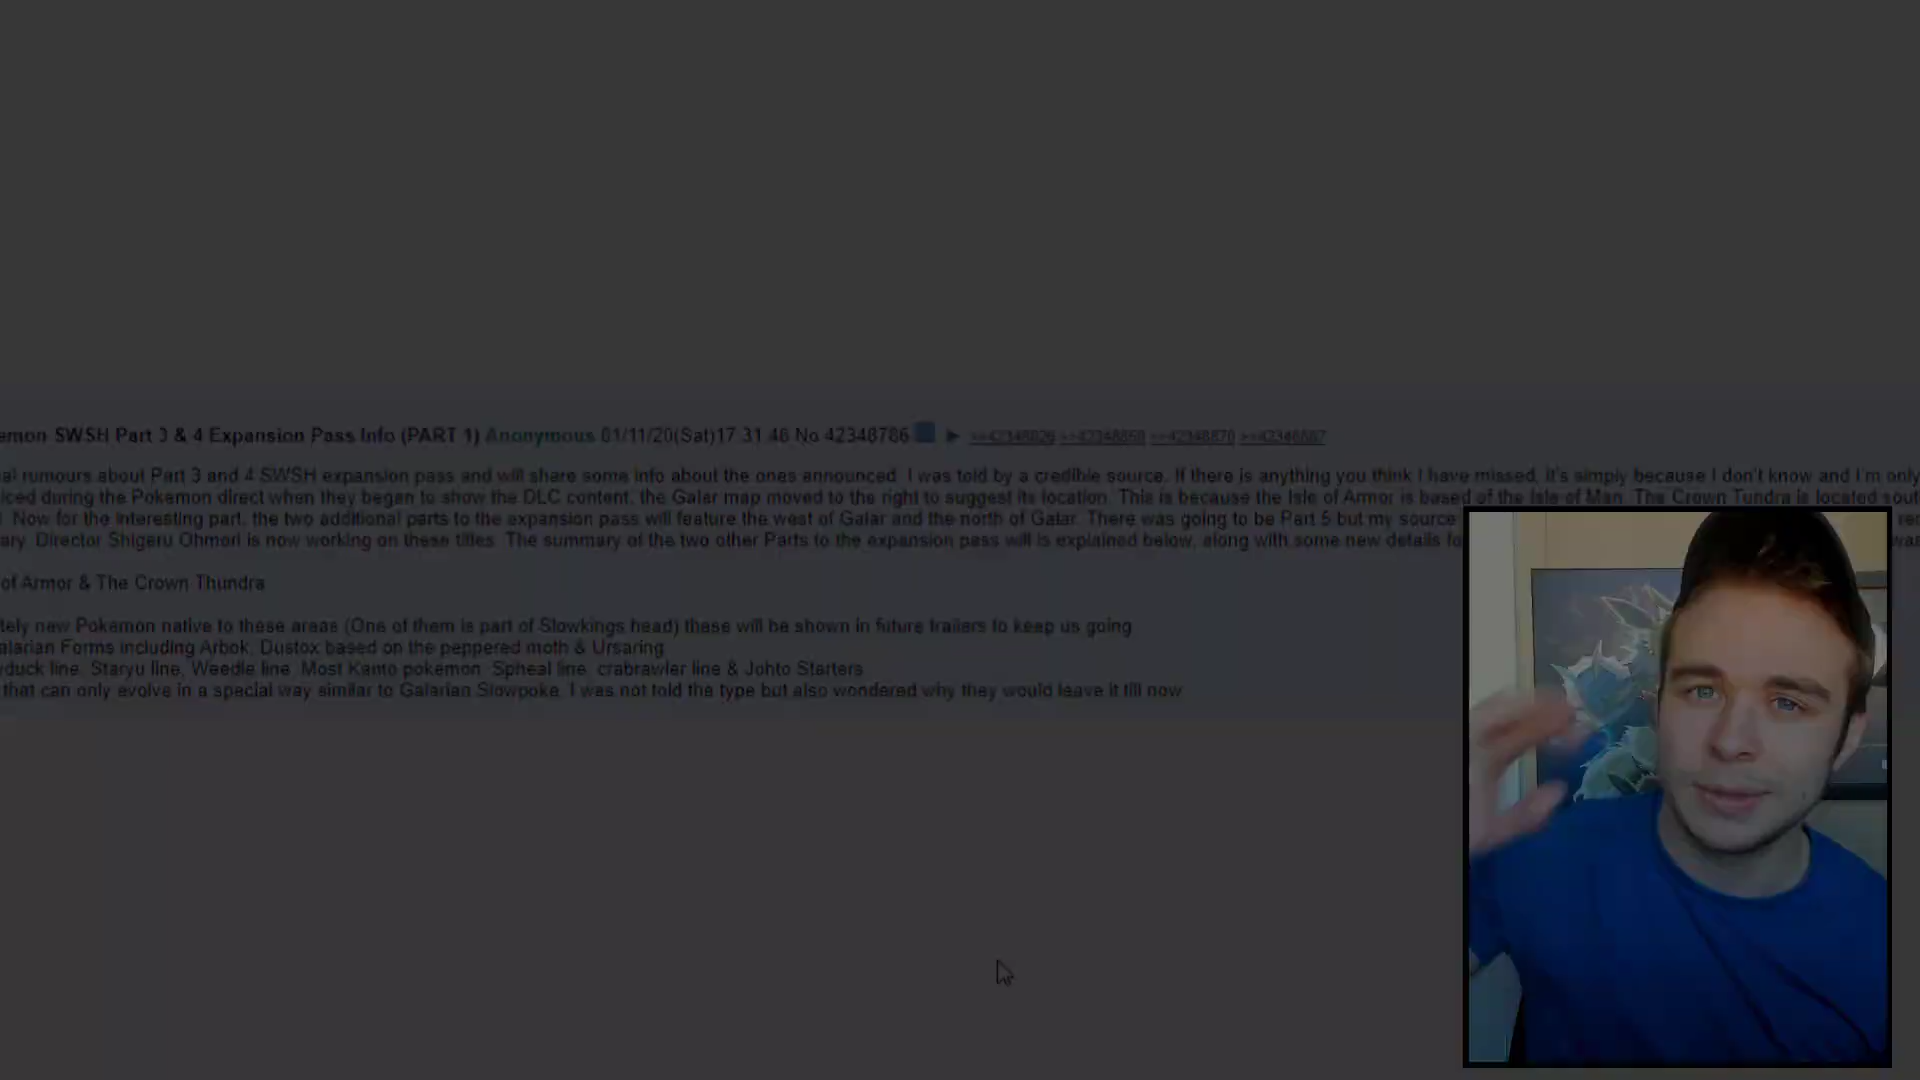 emon SWSH Part 3 & 4 Expansion Pass Info (PART 1) Anonymous 01/11/20(Sat)17:31:46 No.42348786 ▶ >>42348826 >>42348850 >>42348870 >>42348887
al rumours about Part 3 and 4 SWSH expansion pass and will share some info about the ones announced. I was told by a credible source. If there is anything you think I have missed, it's simply because I don't know and I'm only
iced during the Pokemon direct when they began to show the DLC content, the Galar map moved to the right to suggest its location. This is because the Isle of Armor is based of the Isle of Man. The Crown Tundra is located sout
Now for the interesting part, the two additional parts to the expansion pass will feature the west of Galar and the north of Galar. There was going to be Part 5 but my source
ary. Director Shigeru Ohmori is now working on these titles. The summary of the two other Parts to the expansion pass will is explained below, along with some new details fo was
of Armor & The Crown Thundra
tely new Pokemon native to these areas (One of them is part of Slowkings head) these will be shown in future trailers to keep us going
alarian Forms including Arbok, Dustox based on the peppered moth & Ursaring
duck line, Staryu line, Weedle line, Most Kanto pokemon, Spheal line, crabrawler line & Johto Starters
that can only evolve in a special way similar to Galarian Slowpoke. I was not told the type but also wondered why they would leave it till now